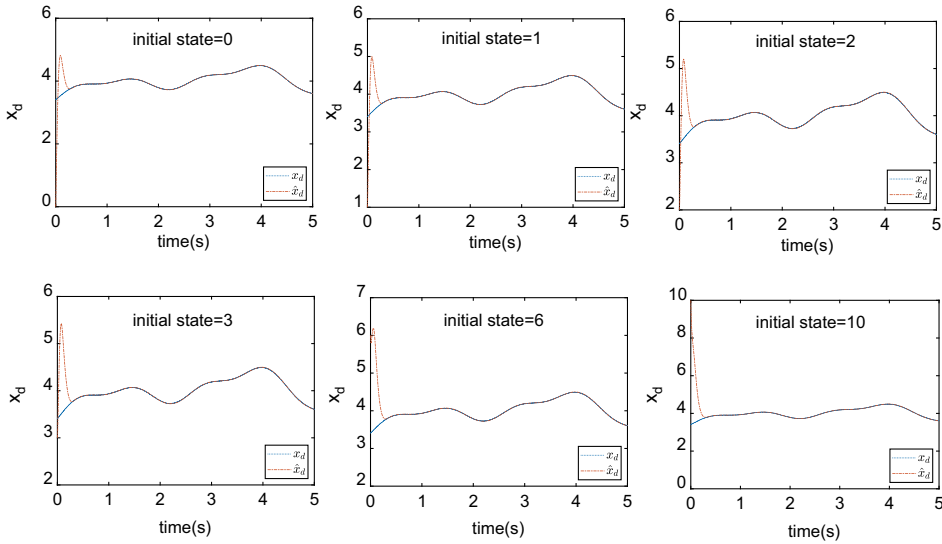 initial state=0
6
4
2
0
x_d
0 1 2 3 4 5
time(s)
x_d
x̂_d
initial state=1
6
5
4
3
2
1
x_d
0 1 2 3 4 5
time(s)
x_d
x̂_d
initial state=2
6
5
4
3
2
x_d
0 1 2 3 4 5
time(s)
x_d
x̂_d
initial state=3
6
5
4
3
2
x_d
0 1 2 3 4 5
time(s)
x_d
x̂_d
initial state=6
7
6
5
4
3
2
x_d
0 1 2 3 4 5
time(s)
x_d
x̂_d
initial state=10
10
8
6
4
2
0
x_d
0 1 2 3 4 5
time(s)
x_d
x̂_d